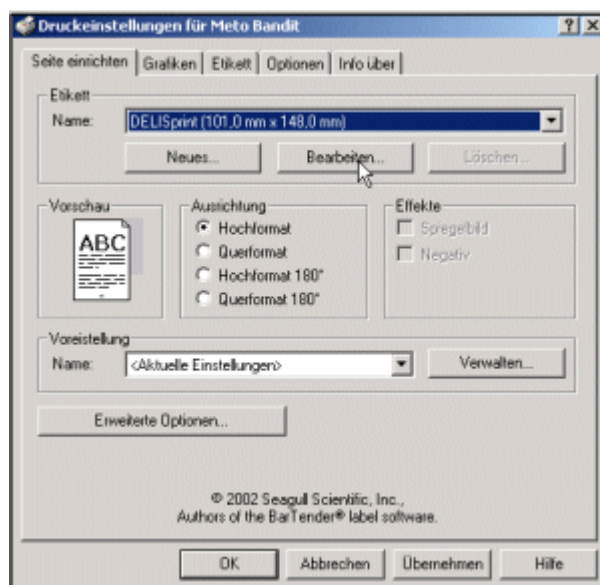 Druckeinstellungen für Meto Bandit
Seite einrichten Grafiken Etikett Optionen Info über
Etikett
Name: DELISprint (101,0 mm x 148,0 mm)
Neues... Bearbeiten... Löschen...
Vorschau Ausrichtung Effekte
ABC
Hochformat Spiegelbild
Querformat Negativ
Hochformat 180°
Querformat 180°
Voreistellung
Name: <Aktuelle Einstellungen> Verwalten...
Erweiterte Optionen...
© 2002 Seagull Scientific, Inc.,
Authors of the BarTender® label software.
OK Abbrechen Übernehmen Hilfe